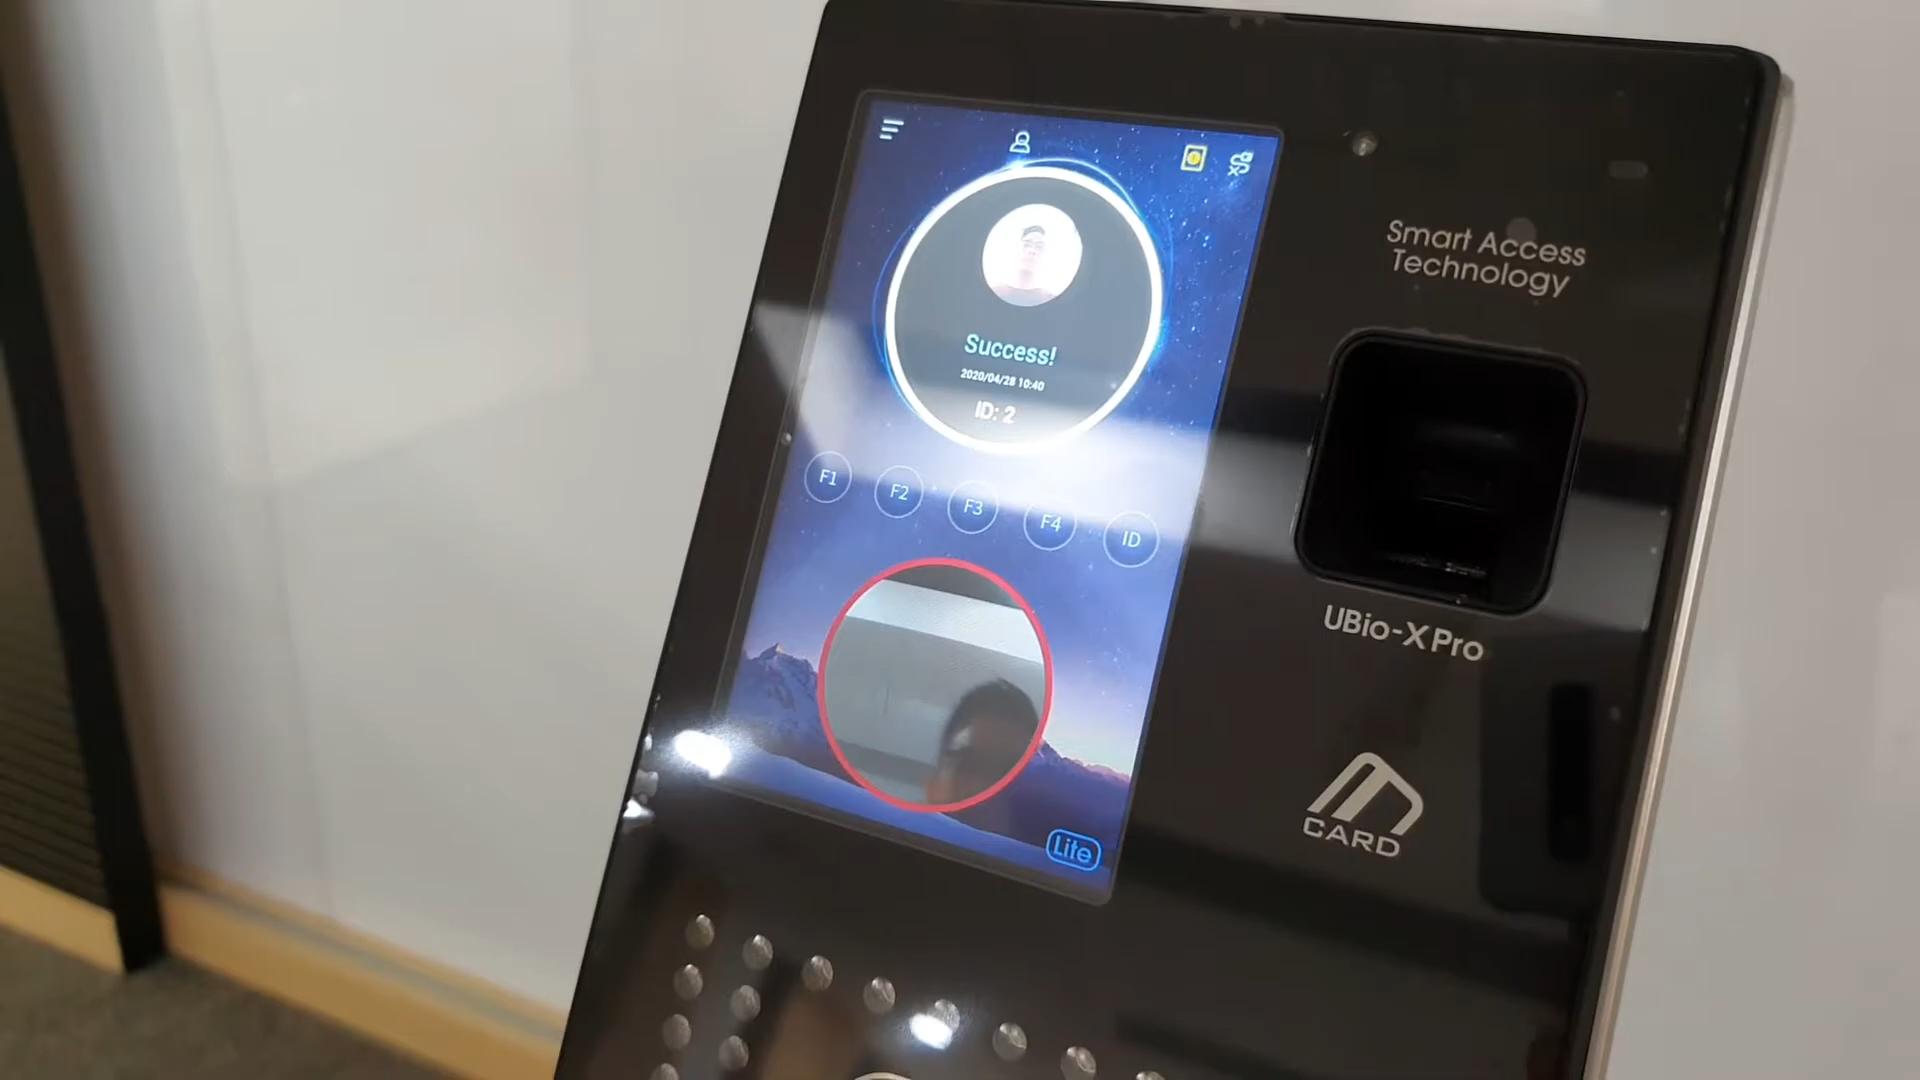 Success!
2020/04/28 10:40
ID: 2
F1
F2
F3
F4
ID
Lite
Smart Access
Technology
UBio-X Pro
CARD